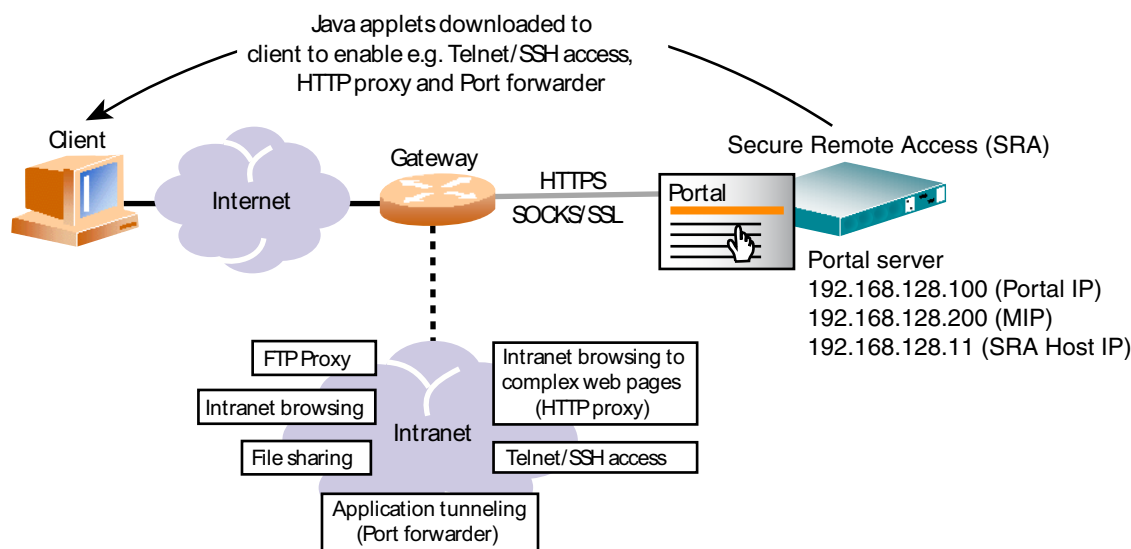 Java applets downloaded to
client to enable e.g. Telnet/SSH access,
HTTP proxy and Port forwarder
Client
Internet
Gateway
HTTPS
SOCKS/SSL
Secure Remote Access (SRA)
Portal
Portal server
192.168.128.100 (Portal IP)
192.168.128.200 (MIP)
192.168.128.11 (SRA Host IP)
FTP Proxy
Intranet browsing
File sharing
Intranet
Intranet browsing to
complex web pages
(HTTP proxy)
Telnet/SSH access
Application tunneling
(Port forwarder)